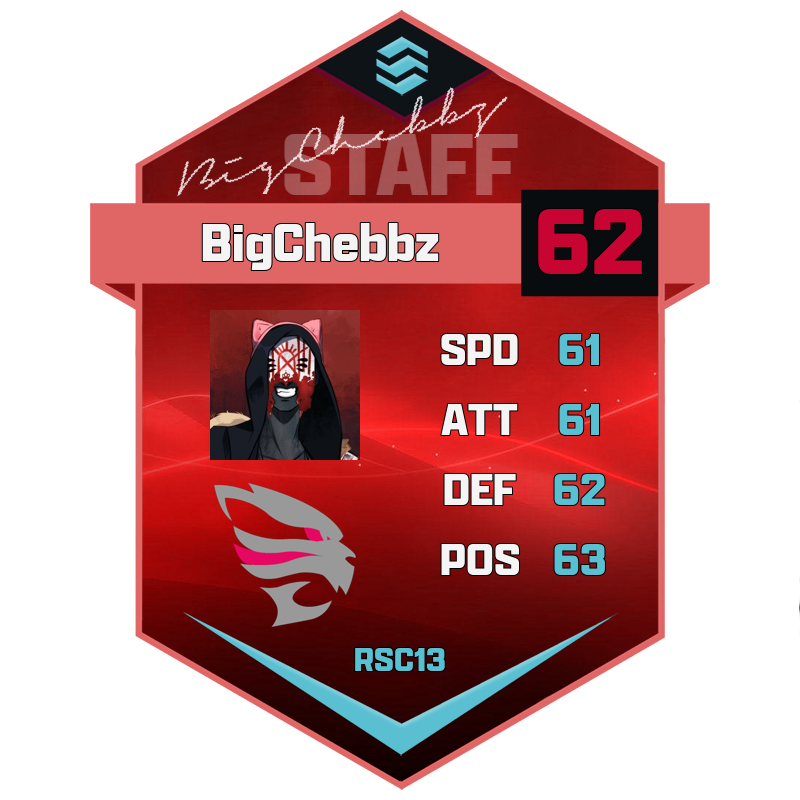 BigChebbz
STAFF
BigChebbz
62
SPD 61
ATT 61
DEF 62
POS 63
RSC13